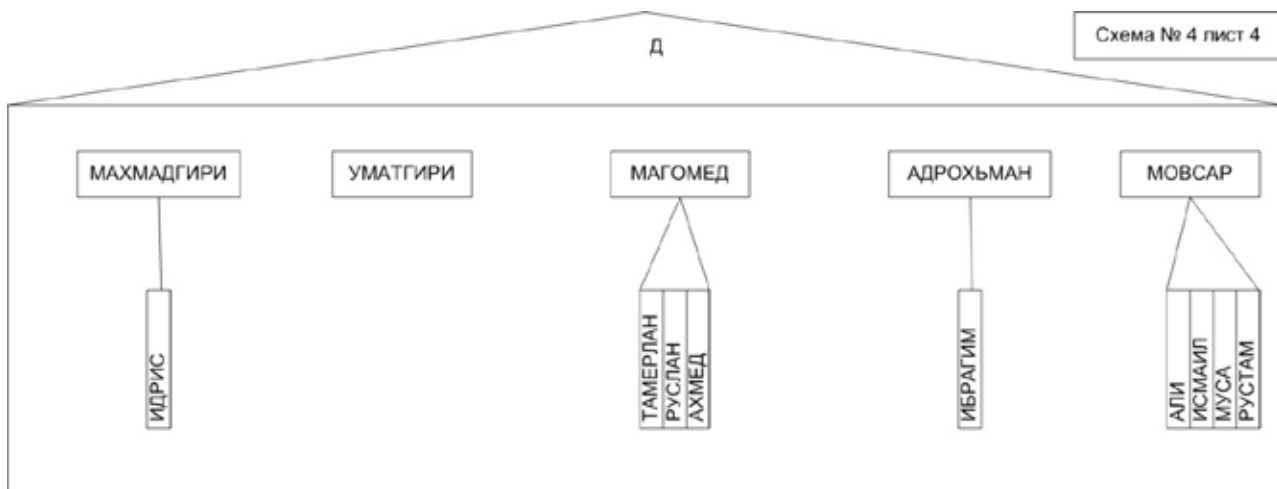 Д
Схема № 4 лист 4
МАХМАДГИРИ
УМАТГИРИ
МАГОМЕД
АДРОХЬМАН
МОВСАР
ИДРИС
ТАМЕРЛАН
РУСЛАН
АХМЕД
ИБРАГИМ
АЛИ
ИСМАИЛ
МУСА
РУСТАМ